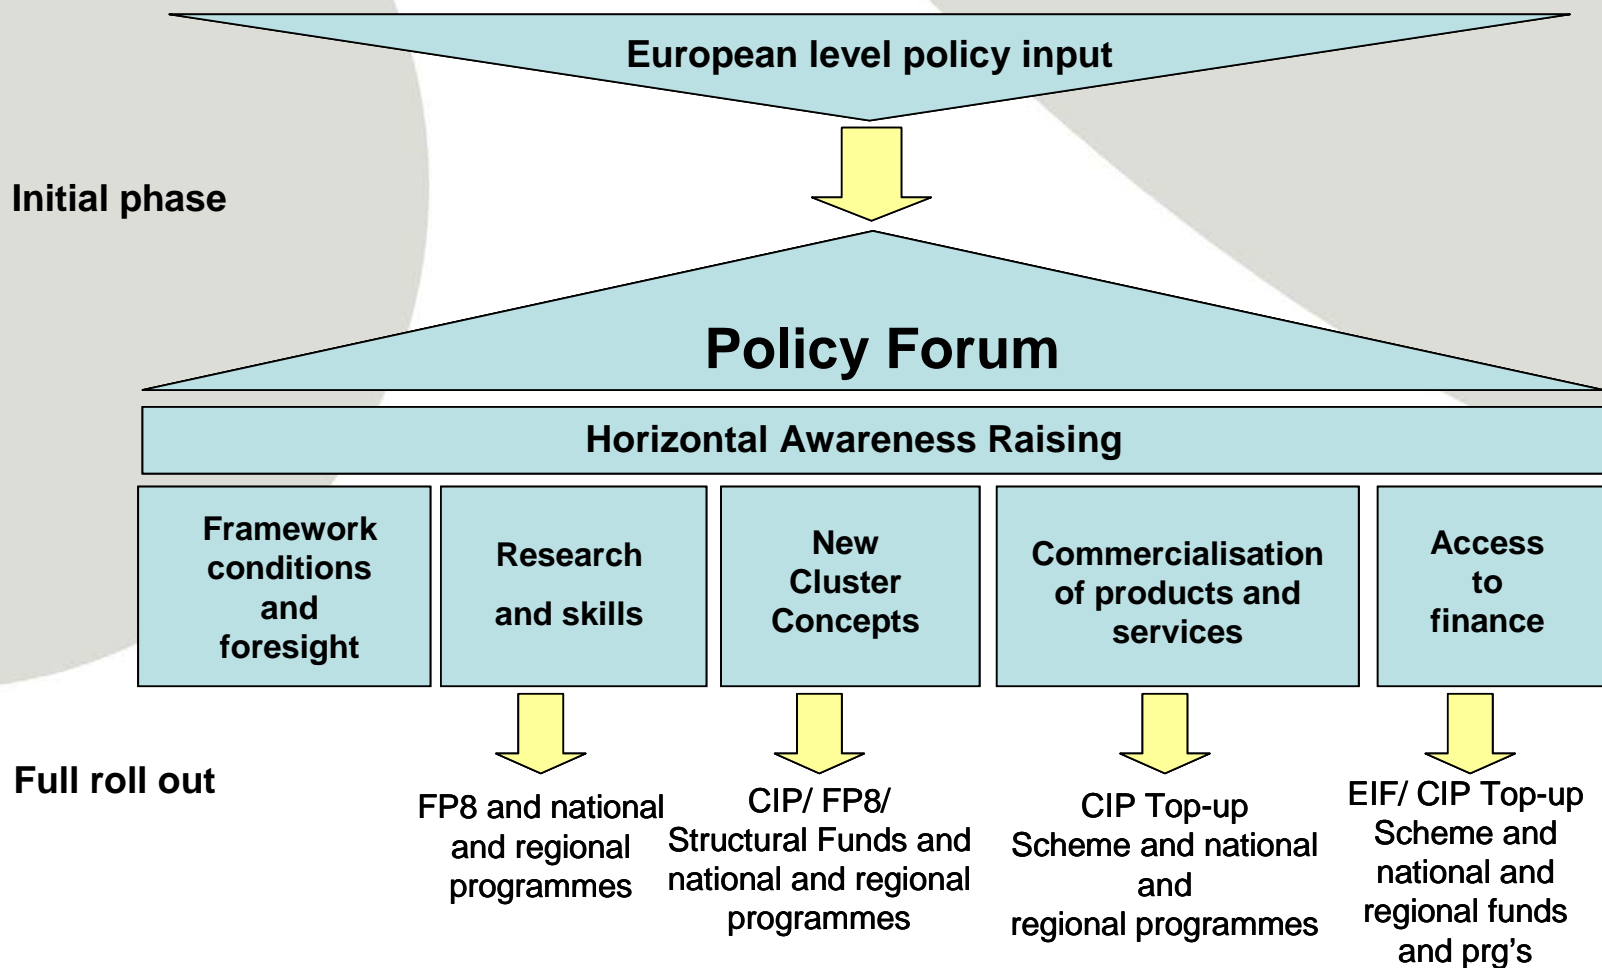 European level policy input
Initial phase
Policy Forum
Horizontal Awareness Raising
Framework
conditions
and
foresight
Research
and skills
New
Cluster
Concepts
Commercialisation
of products and
services
Access
to
finance
Full roll out
FP8 and national
and regional
programmes
CIP/ FP8/
Structural Funds and
national and regional
programmes
CIP Top-up
Scheme and national
and
regional programmes
EIF/ CIP Top-up
Scheme and
national and
regional funds
and prg's